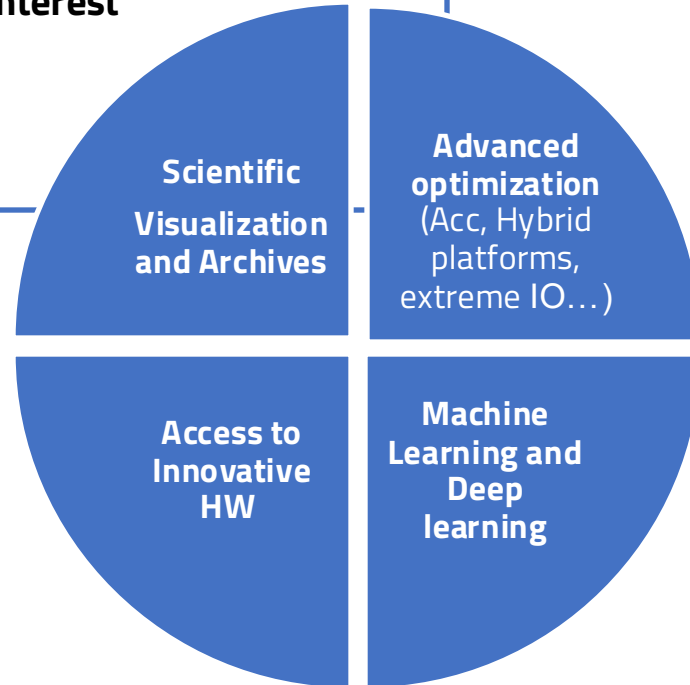 nterest
Scientific
Visualization
and Archives
Advanced
optimization
(Acc, Hybrid
platforms,
extreme IO...)
Access to
Innovative
HW
Machine
Learning and
Deep
learning